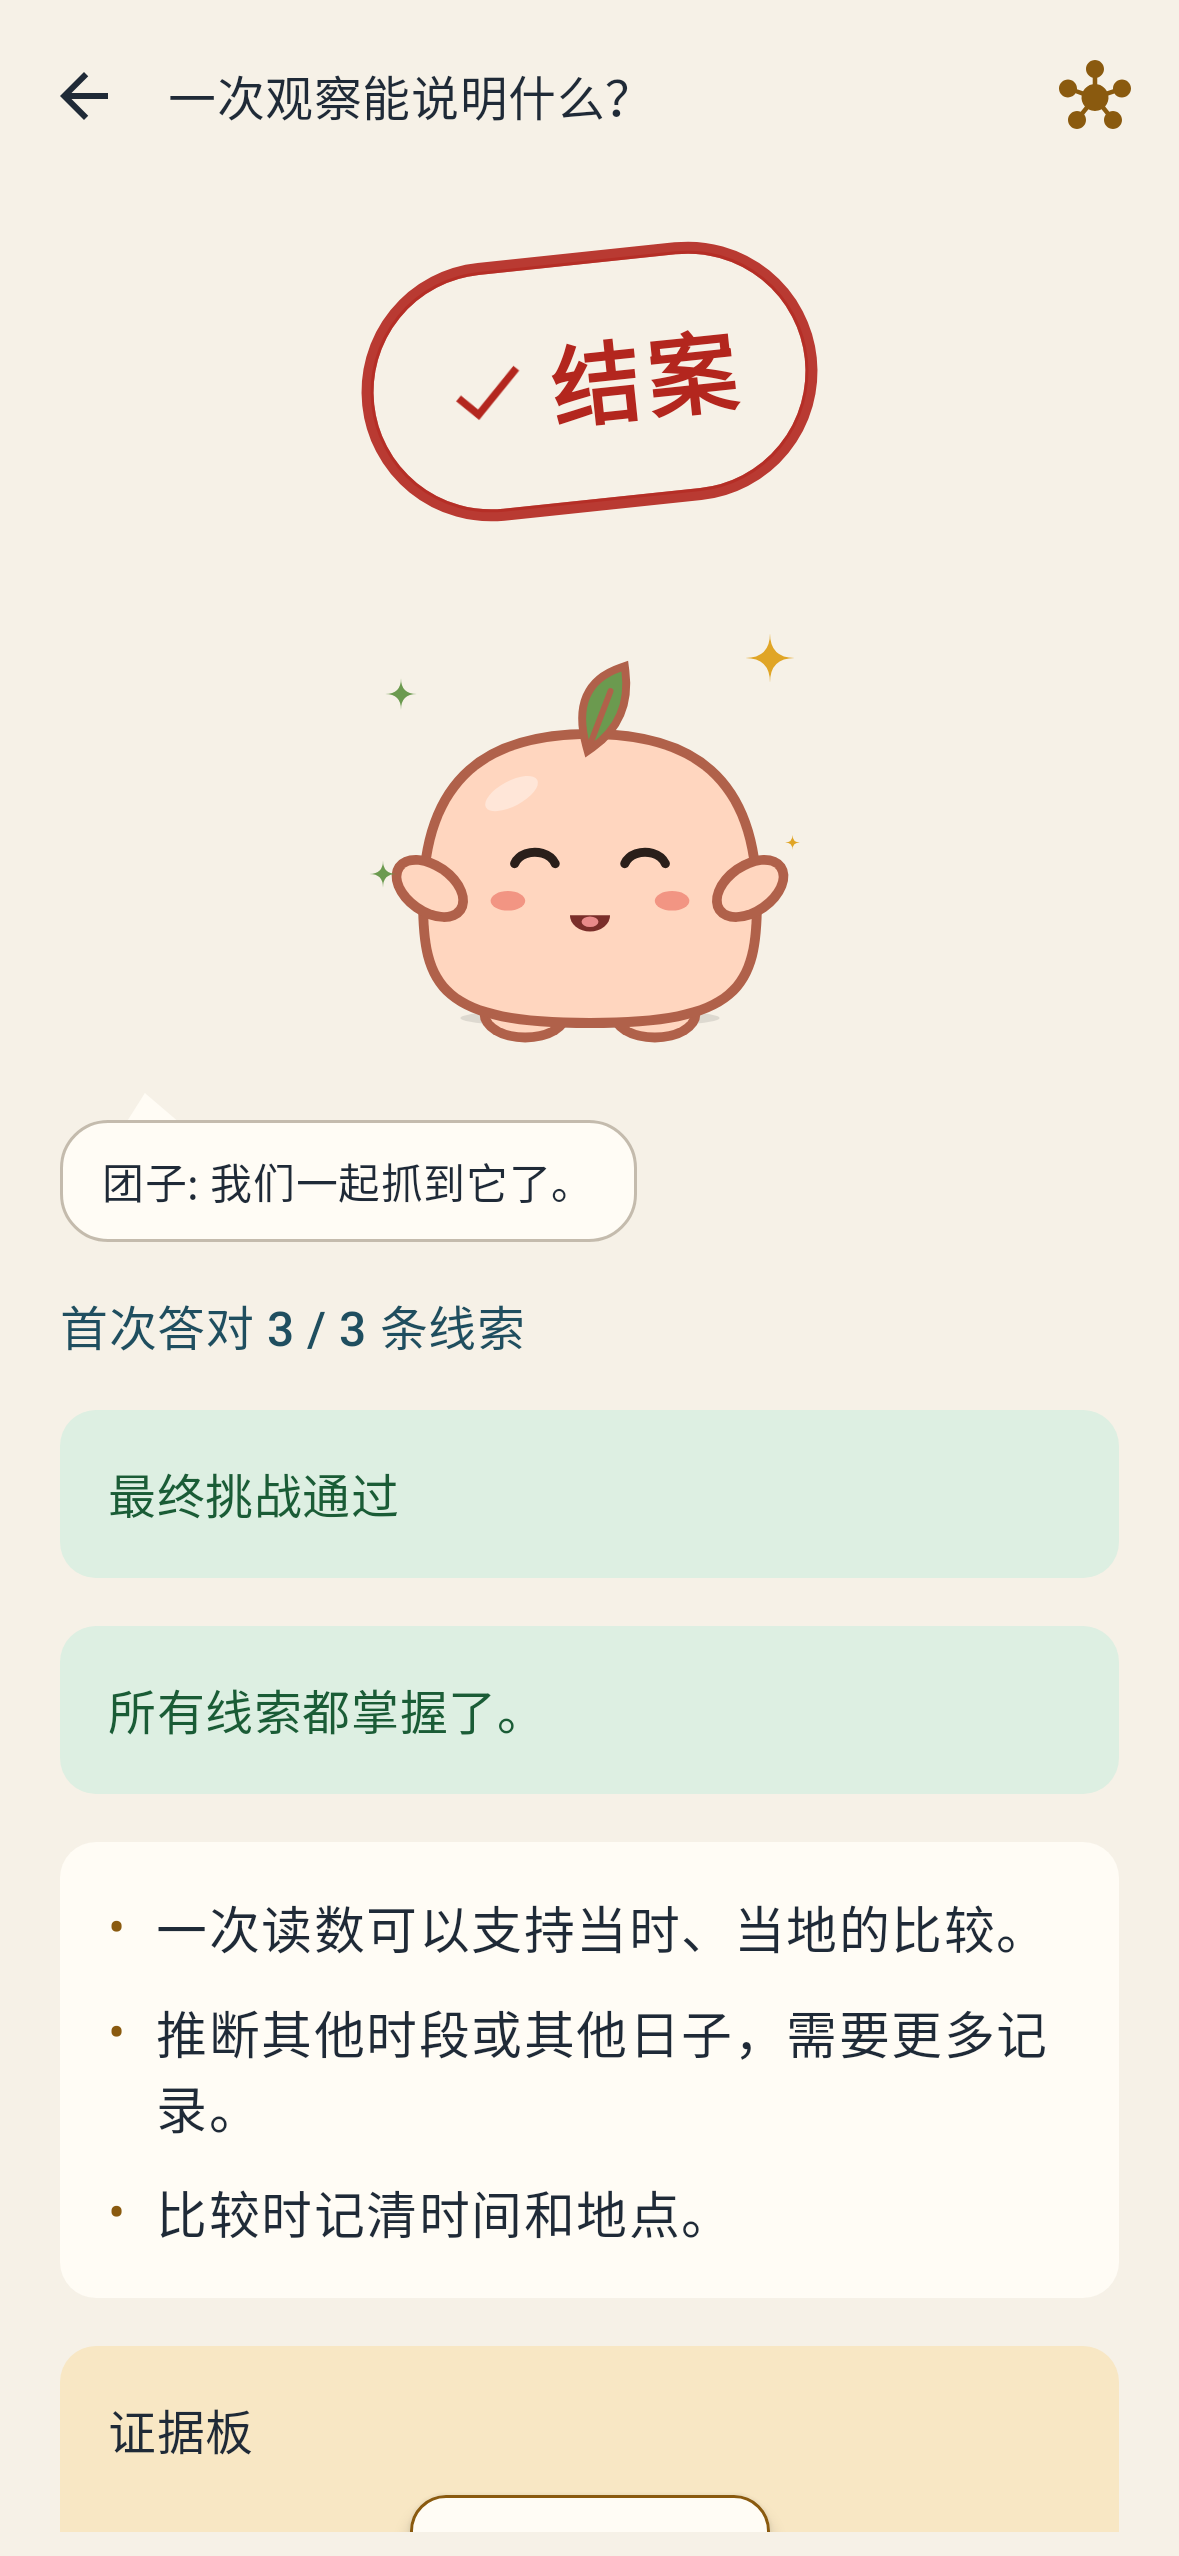 一次观察能说明什么？
结案
团子: 我们一起抓到它了。
首次答对 3 / 3 条线索
最终挑战通过
所有线索都掌握了。
• 一次读数可以支持当时、当地的比较。
• 推断其他时段或其他日子，需要更多记
录。
• 比较时记清时间和地点。
证据板